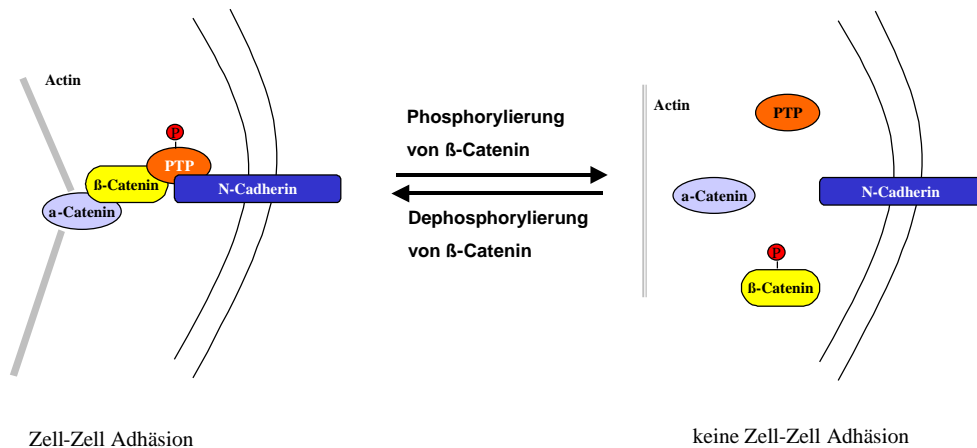 Actin
P
PTP
ß-Catenin
N-Cadherin
a-Catenin
Zell-Zell Adhäsion
Phosphorylierung
von ß-Catenin
Dephosphorylierung
von ß-Catenin
Actin
PTP
a-Catenin
N-Cadherin
P
ß-Catenin
keine Zell-Zell Adhäsion